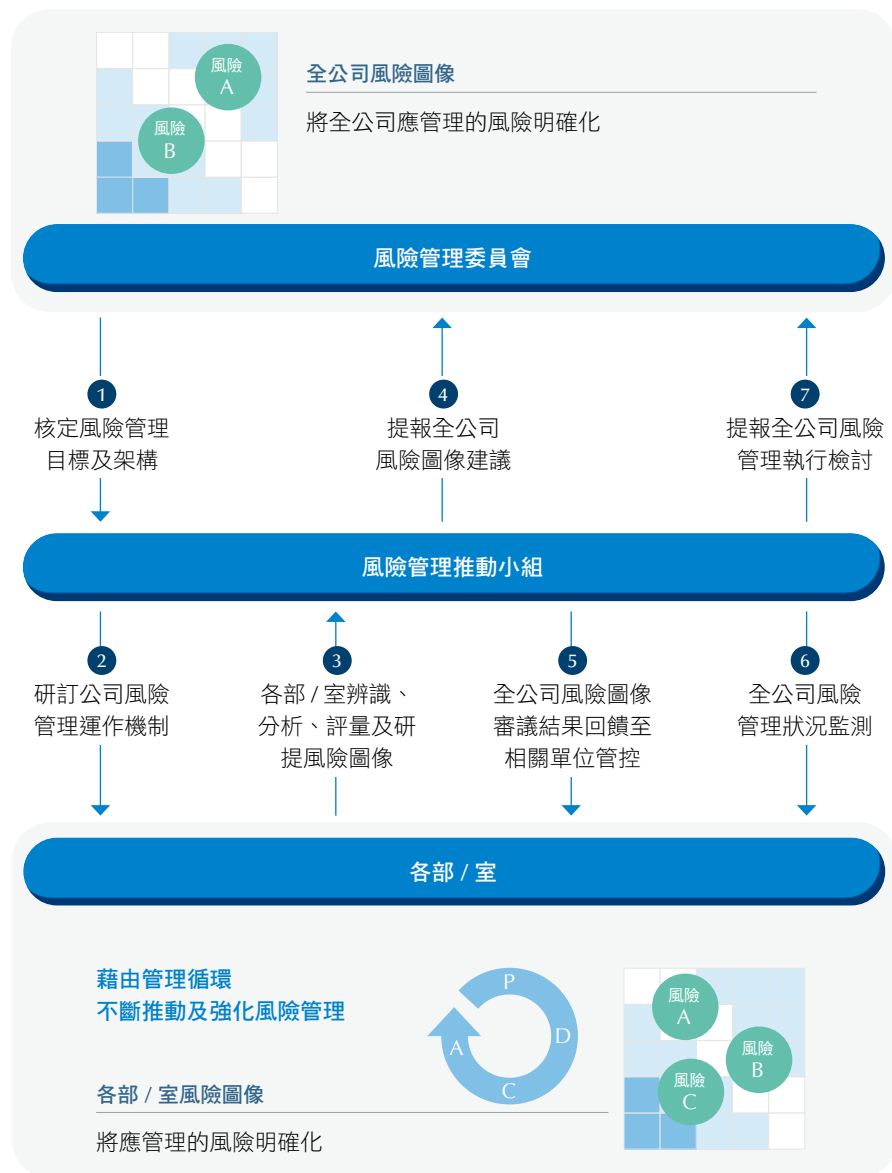 風險
A
風險
B
全公司風險圖像
將全公司應管理的風險明確化
風險管理委員會
1
核定風險管理
目標及架構
4
提報全公司
風險圖像建議
7
提報全公司風險
管理執行檢討
風險管理推動小組
2
研訂公司風險
管理運作機制
3
各部 / 室辨識、
分析、評量及研
提風險圖像
5
全公司風險圖像
審議結果回饋至
相關單位管控
6
全公司風險
管理狀況監測
各部 / 室
藉由管理循環
不斷推動及強化風險管理
P
D
C
A
各部 / 室風險圖像
將應管理的風險明確化
風險
A
風險
B
風險
C